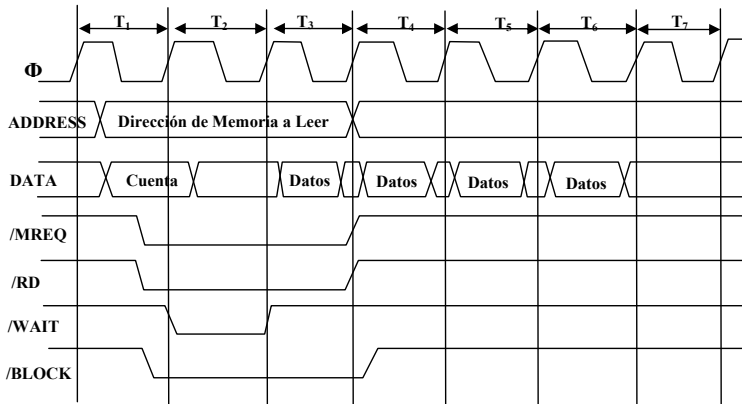 T₁ T₂ T₃ T₄ T₅ T₆ T₇
Φ
ADDRESS Dirección de Memoria a Leer
DATA Cuenta Datos Datos Datos Datos
/MREQ
/RD
/WAIT
/BLOCK